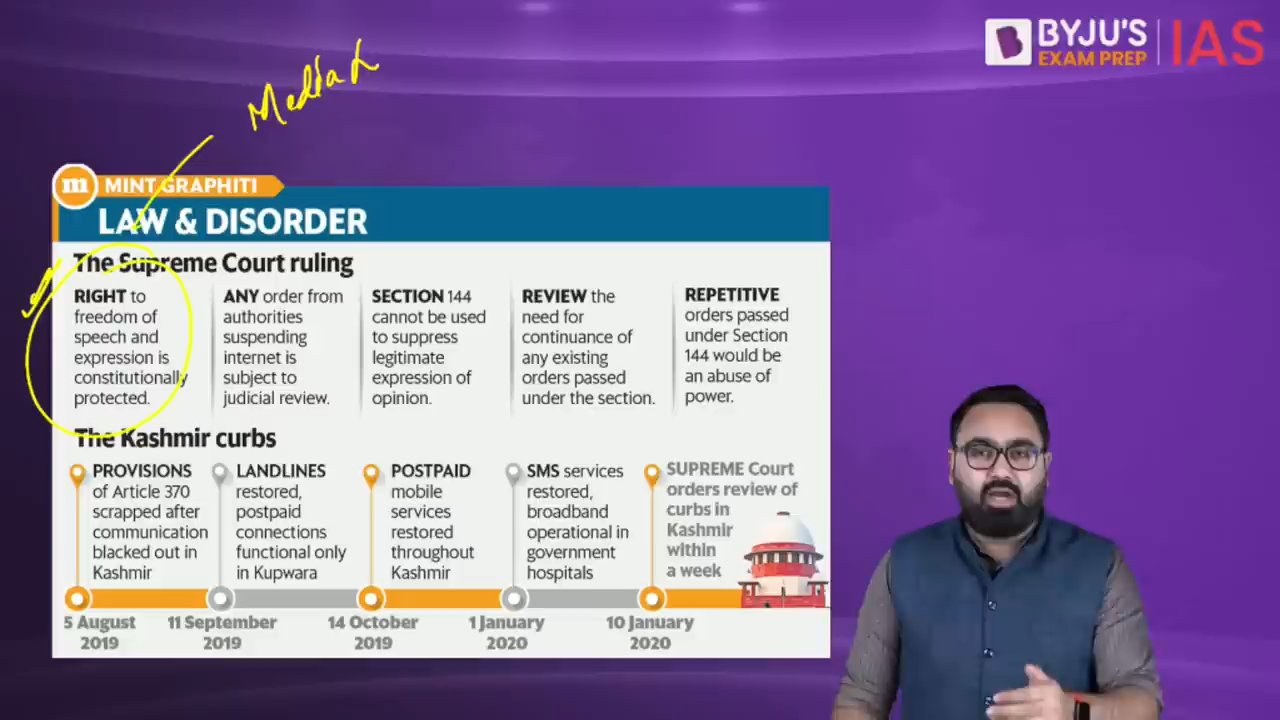 BYJU'S
EXAM PREP
IAS
Media
m MINT GRAPHITI
LAW & DISORDER
The Supreme Court ruling
RIGHT to
freedom of
speech and
expression is
constitutionally
protected.
ANY order from
authorities
suspending
internet is
subject to
judicial review.
SECTION 144
cannot be used
to suppress
legitimate
expression of
opinion.
REVIEW the
need for
continuance of
any existing
orders passed
under the section.
REPETITIVE
orders passed
under Section
144 would be
an abuse of
power.
The Kashmir curbs
PROVISIONS
of Article 370
scrapped after
communication
blacked out in
Kashmir
LANDLINES
restored,
postpaid
connections
functional only
in Kupwara
POSTPAID
mobile
services
restored
throughout
Kashmir
SMS services
restored,
broadband
operational in
government
hospitals
SUPREME Court
orders review of
curbs in
Kashmir
within
a week
5 August
2019
11 September
2019
14 October
2019
1 January
2020
10 January
2020